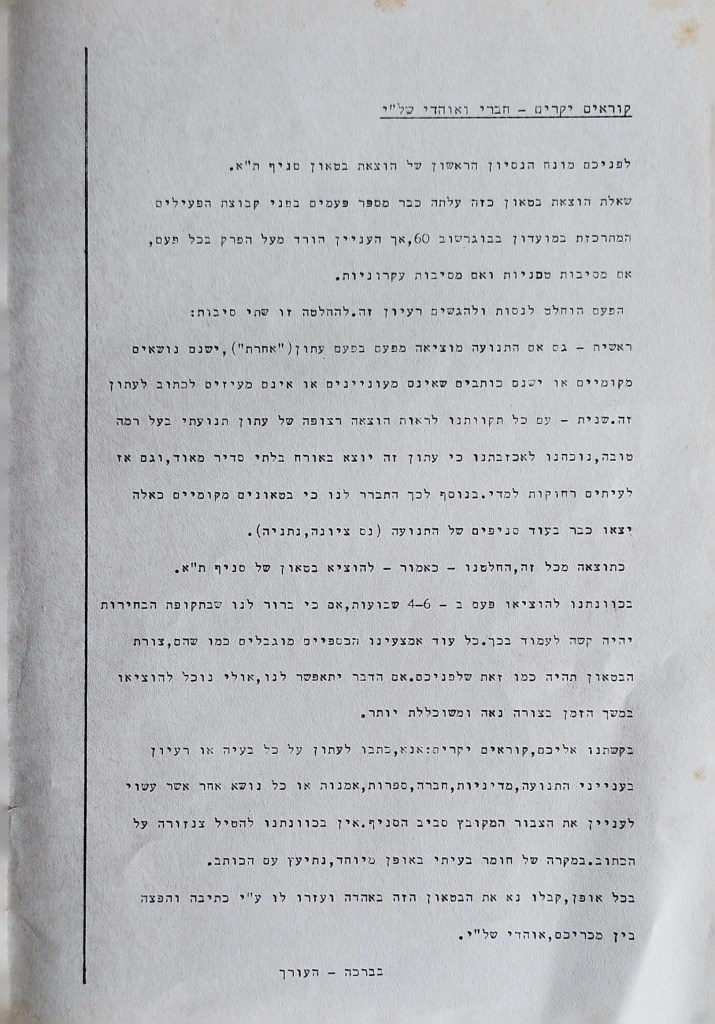 קוראים יקרים - חברי ואוהדי של"י
לפניכם מונח הנסיון הראשון של הוצאת בטאון סניף ת"א.
שאלת הוצאת בטאון כזה עלתה כבר מספר פעמים בפני קבוצת הפעילים
המתרכזת במועדון בבוגרשוב 60,אך העניין הורד מעל הפרק בכל פעם,
אם מסיבות טכניות ואם מסיבות עקרוניות.
הפעם הוחלט לנסות ולהגשים רעיון זה.להחלטה זו שתי סיבות:
ראשית - גם אם התנועה מוציאה מפעם בפעם עתון("אחרת"),ישנם נושאים
מקומיים או ישנם כותבים שאינם מעוניינים או אינם מעיזים לכתוב לעתון
זה.שנית - עם כל תקוותנו לראות הוצאה רצופה של עתון תנועתי בעל רמה
טובה,נוכחנו לאכזבתנו כי עתון זה יוצא באורח בלתי סדיר מאוד,וגם אז
לעיתים רחוקות למדי.בנוסף לכך התברר לנו כי בטאונים מקומיים כאלה
יצאו כבר בעוד סניפים של התנועה (נס ציונה,נתניה).
כתוצאה מכל זה,החלטנו - כאמור - להוציא בטאון של סניף ת"א.
בכוונתנו להוציאו פעם ב - 4-6 שבועות,אם כי ברור לנו שבתקופת הבחירות
יהיה קשה לעמוד בכך.כל עוד אמצעינו הכספיים מוגבלים כמו שהם,צורת
הבטאון תהיה כמו זאת שלפניכם.אם הדבר יתאפשר לנו,אולי נוכל להוציאו
במשך הזמן בצורה נאה ומשוכללת יותר.
בקשתנו אליכם,קוראים יקרים:אנא,כתבו לעתון על כל בעיה או רעיון
בענייני התנועה,מדיניות,חברה,ספרות,אמנות או כל נושא אחר אשר עשוי
לעניין את הצבור המקובץ סביב הסניף.אין בכוונתנו להטיל צנזורה על
הכתוב.במקרה של חומר בעיתי באופן מיוחד,נתיעץ עם הכותב.
בכל אופן,קבלו נא את הבטאון הזה באהדה ועזרו לו ע"י כתיבה והפצה
בין מכריכם,אוהדי של"י.
בברכה - העורך